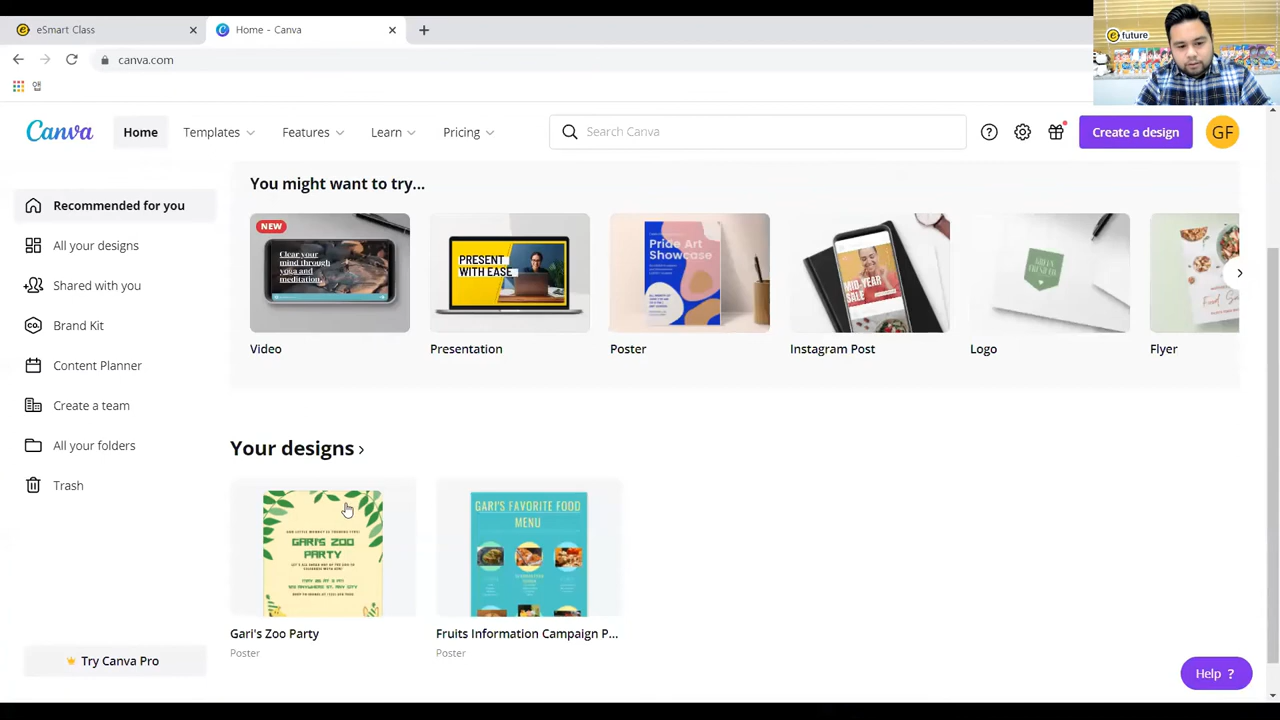 eSmart Class
Home - Canva
e future
canva.com
앱
Canva
Home
Templates
Features
Learn
Pricing
Search Canva
Create a design
GF
You might want to try...
Recommended for you
All your designs
Shared with you
Brand Kit
Content Planner
Create a team
All your folders
Trash
Try Canva Pro
NEW
Clear your
mind through
yoga and
meditation.
PRESENT
WITH EASE
Pride Art
Showcase
MID-YEAR
SALE
Video
Presentation
Poster
Instagram Post
Logo
Flyer
Your designs
GARI'S ZOO
PARTY
GARI'S FAVORITE FOOD
MENU
Gari's Zoo Party
Poster
Fruits Information Campaign P...
Poster
Help ?